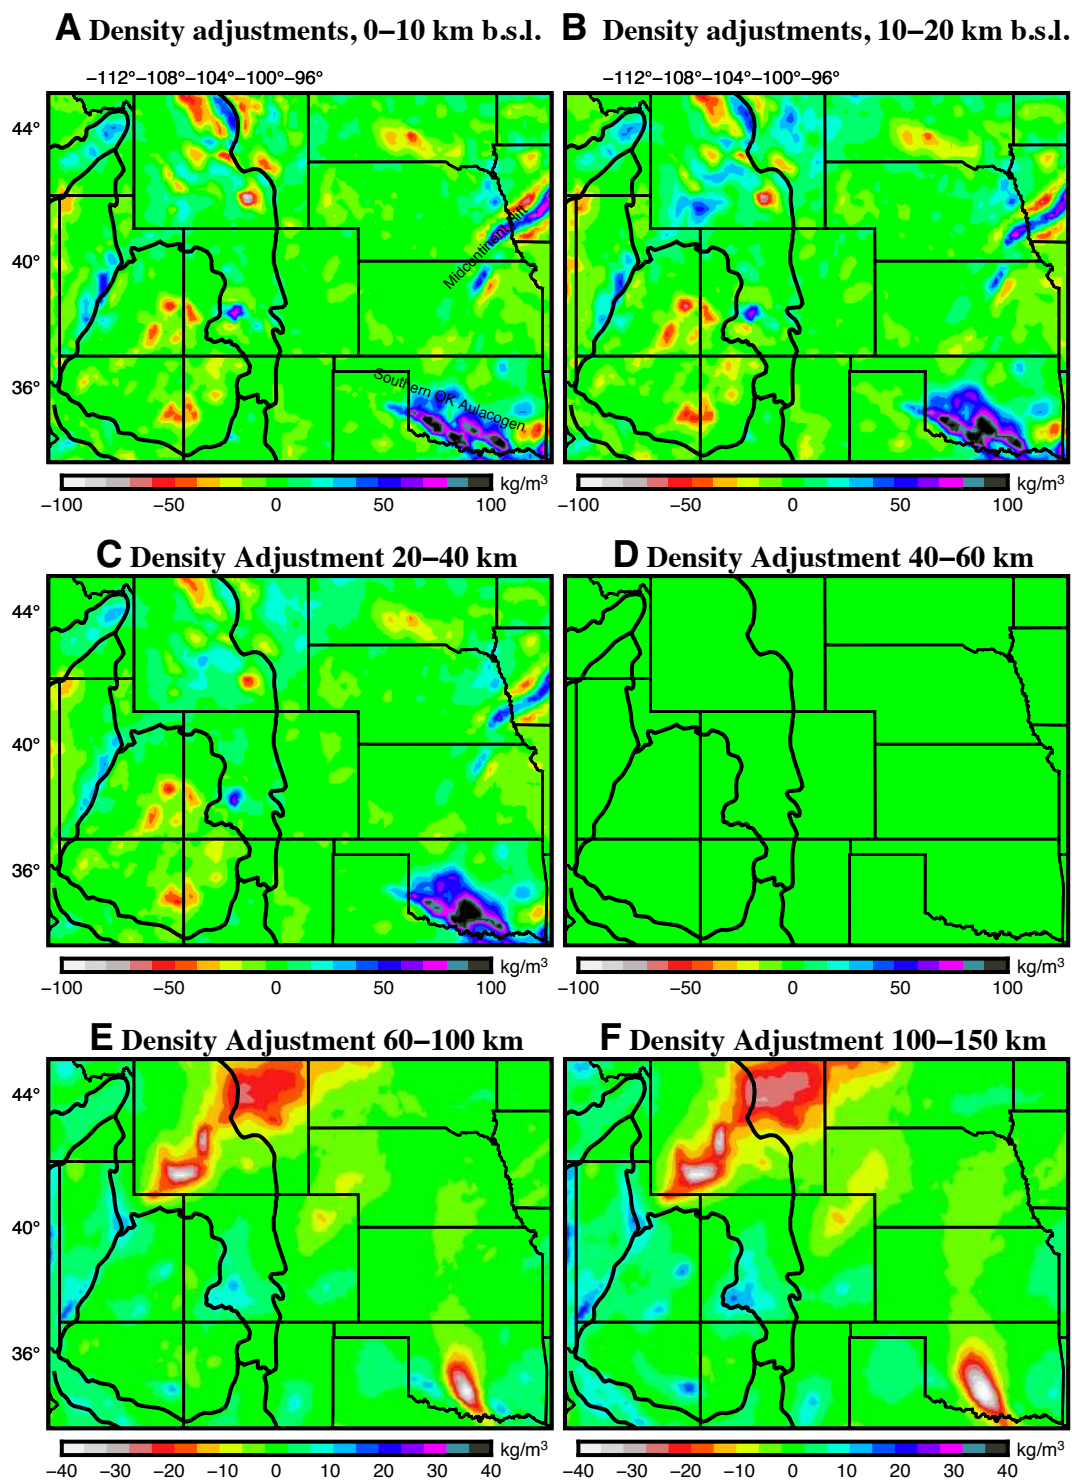 A Density adjustments, 0–10 km b.s.l.
B Density adjustments, 10–20 km b.s.l.
−112°−108°−104°−100°−96°
−112°−108°−104°−100°−96°
44°
40°
36°
Midcontinent Rift
Southern OK Aulacogen
−100 −50 0 50 100 kg/m³
−100 −50 0 50 100 kg/m³
C Density Adjustment 20–40 km
D Density Adjustment 40–60 km
44°
40°
36°
−100 −50 0 50 100 kg/m³
−100 −50 0 50 100 kg/m³
E Density Adjustment 60–100 km
F Density Adjustment 100–150 km
44°
40°
36°
−40 −30 −20 −10 0 10 20 30 40 kg/m³
−40 −30 −20 −10 0 10 20 30 40 kg/m³